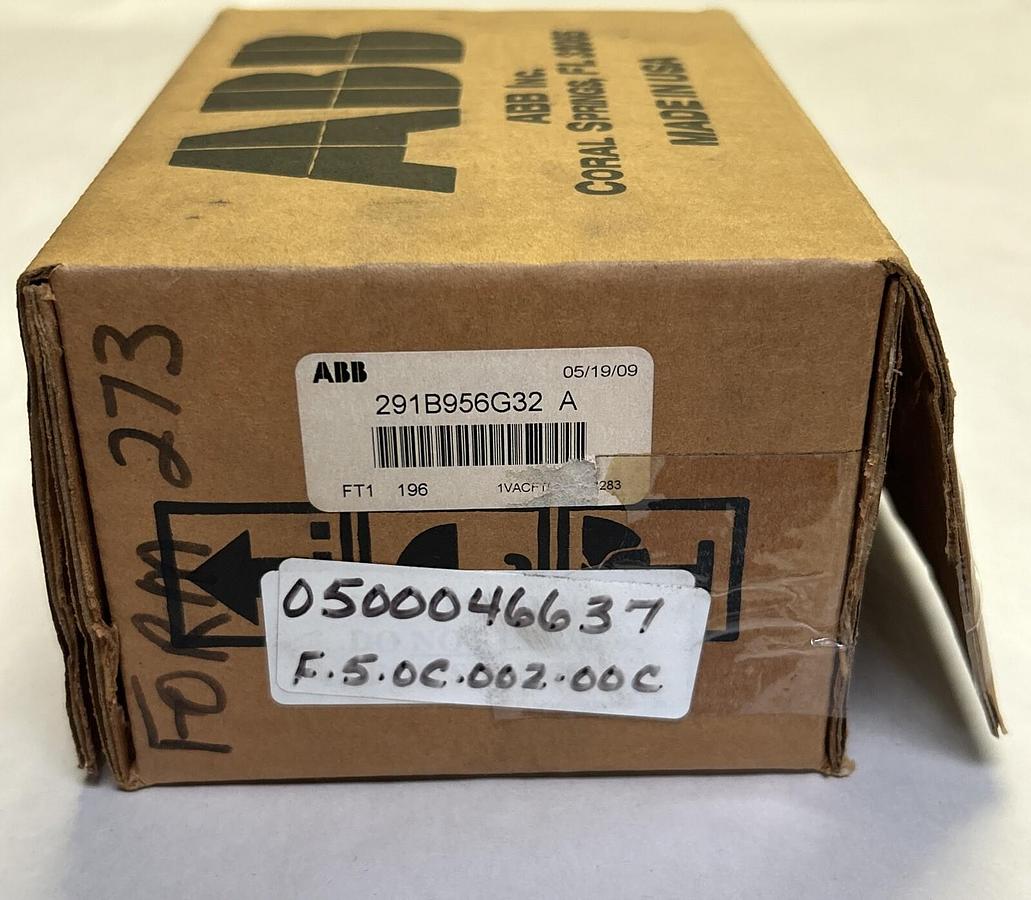 ABB
ABB Inc.
CORAL SPRINGS, FL
MADE IN USA
ABB 05/19/09
291B956G32 A
FT1 196
0500046637
F.5.0C.002.00C
FORM 273